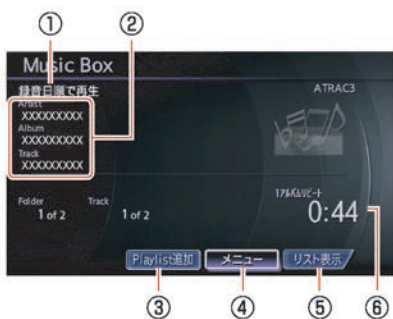 ① ②
Music Box
録音日順で再生 ATRAC3
Artist
XXXXXXXXX
Album
XXXXXXXXX
Track
XXXXXXXXX
Folder Track 1アルバムリピート
1 of 2 1 of 2 0:44 ⑥
Playlist追加 メニュー リスト表示
③ ④ ⑤